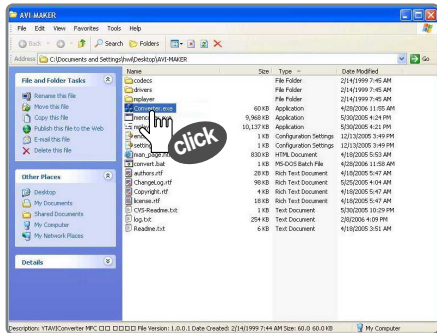 AVI-MAKER
File Edit View Favorites Tools Help
Back Search Folders
Address C:\Documents and Settings\hwi\Desktop\AVI-MAKER Go
Name Size Type Date Modified
File and Folder Tasks
Rename this file
Move this file
Copy this file
Publish this file to the Web
E-mail this file
Delete this file
Other Places
Desktop
My Documents
Shared Documents
My Computer
My Network Places
Details
codecs File Folder 2/14/1999 7:45 AM
drivers File Folder 2/14/1999 7:45 AM
mplayer File Folder 2/14/1999 7:45 AM
Converter.exe 60 KB Application 4/28/2006 11:55 AM
9,968 KB Application 5/30/2005 4:24 PM
10,137 KB Application 5/30/2005 4:21 PM
1 KB Configuration Settings 12/13/2005 3:49 PM
setting 1 KB Configuration Settings 12/13/2005 3:49 PM
man_page.ht 830 KB HTML Document 4/18/2005 5:53 AM
convert.bat 1 KB MS-DOS Batch File 4/28/2006 11:58 AM
authors.rtf 28 KB Rich Text Document 4/18/2005 5:47 AM
ChangeLog.rtf 98 KB Rich Text Document 5/25/2005 4:04 AM
Copyright.rtf 4 KB Rich Text Document 4/18/2005 5:47 AM
license.rtf 18 KB Rich Text Document 4/18/2005 5:47 AM
CVS-Readme.txt 1 KB Text Document 5/30/2005 10:29 PM
log.txt 254 KB Text Document 2/8/2006 4:09 PM
Readme.txt 6 KB Text Document 4/18/2005 3:51 AM
click
Description: YTAVIConverter MFC □□ □□□□ File Version: 1.0.0.1 Date Created: 2/14/1999 7:44 AM Size: 60.0 60.0 KB My Computer